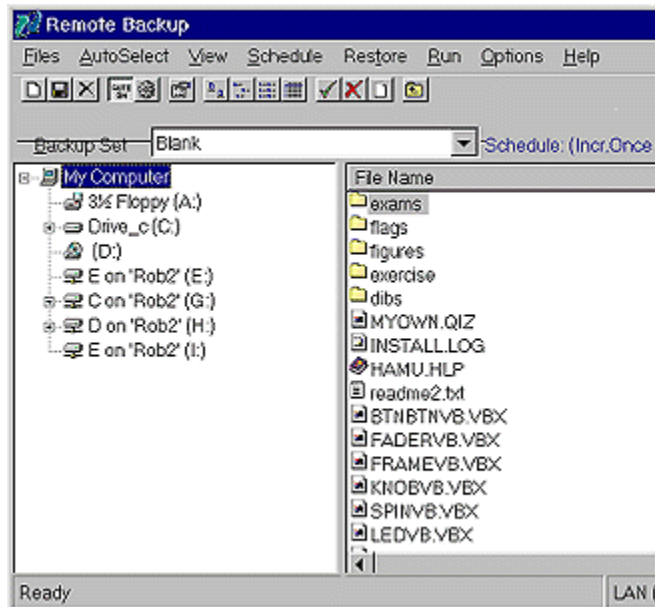 Remote Backup
Files AutoSelect View Schedule Restore Run Options Help
Backup Set Blank Schedule: (Incr.Once
My Computer
3½ Floppy (A:)
Drive_c (C:)
(D:)
E on 'Rob2' (E:)
C on 'Rob2' (G:)
D on 'Rob2' (H:)
E on 'Rob2' (I:)
File Name
exams
flags
figures
exercise
dibs
MYOWN.QIZ
INSTALL.LOG
HAMU.HLP
readme2.txt
BTNBTNVB.VBX
FADERVB.VBX
FRAMEVB.VBX
KNOBVB.VBX
SPINVB.VBX
LEDVB.VBX
Ready LAN